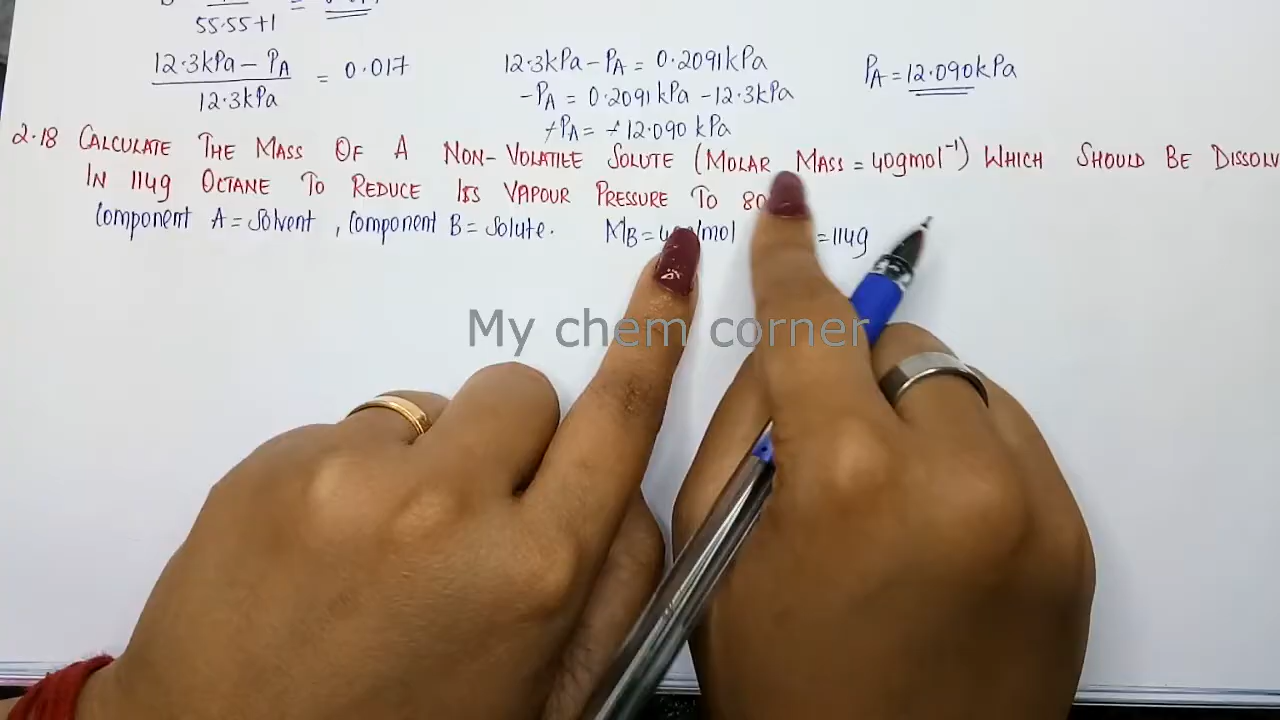 55.55+1 =
12.3kPa - PA / 12.3kPa = 0.017
12.3kPa - PA = 0.2091kPa
-PA = 0.2091kPa - 12.3kPa
+PA = +12.090 kPa
PA = 12.090kPa
2.18 CALCULATE THE MASS OF A NON-VOLATILE SOLUTE (MOLAR MASS = 40gmol⁻¹) WHICH SHOULD BE DISSOLV
IN 114g OCTANE TO REDUCE ITS VAPOUR PRESSURE TO 80
Component A = Solvent , Component B = Solute. MB = /mol = 114g
My chem corner